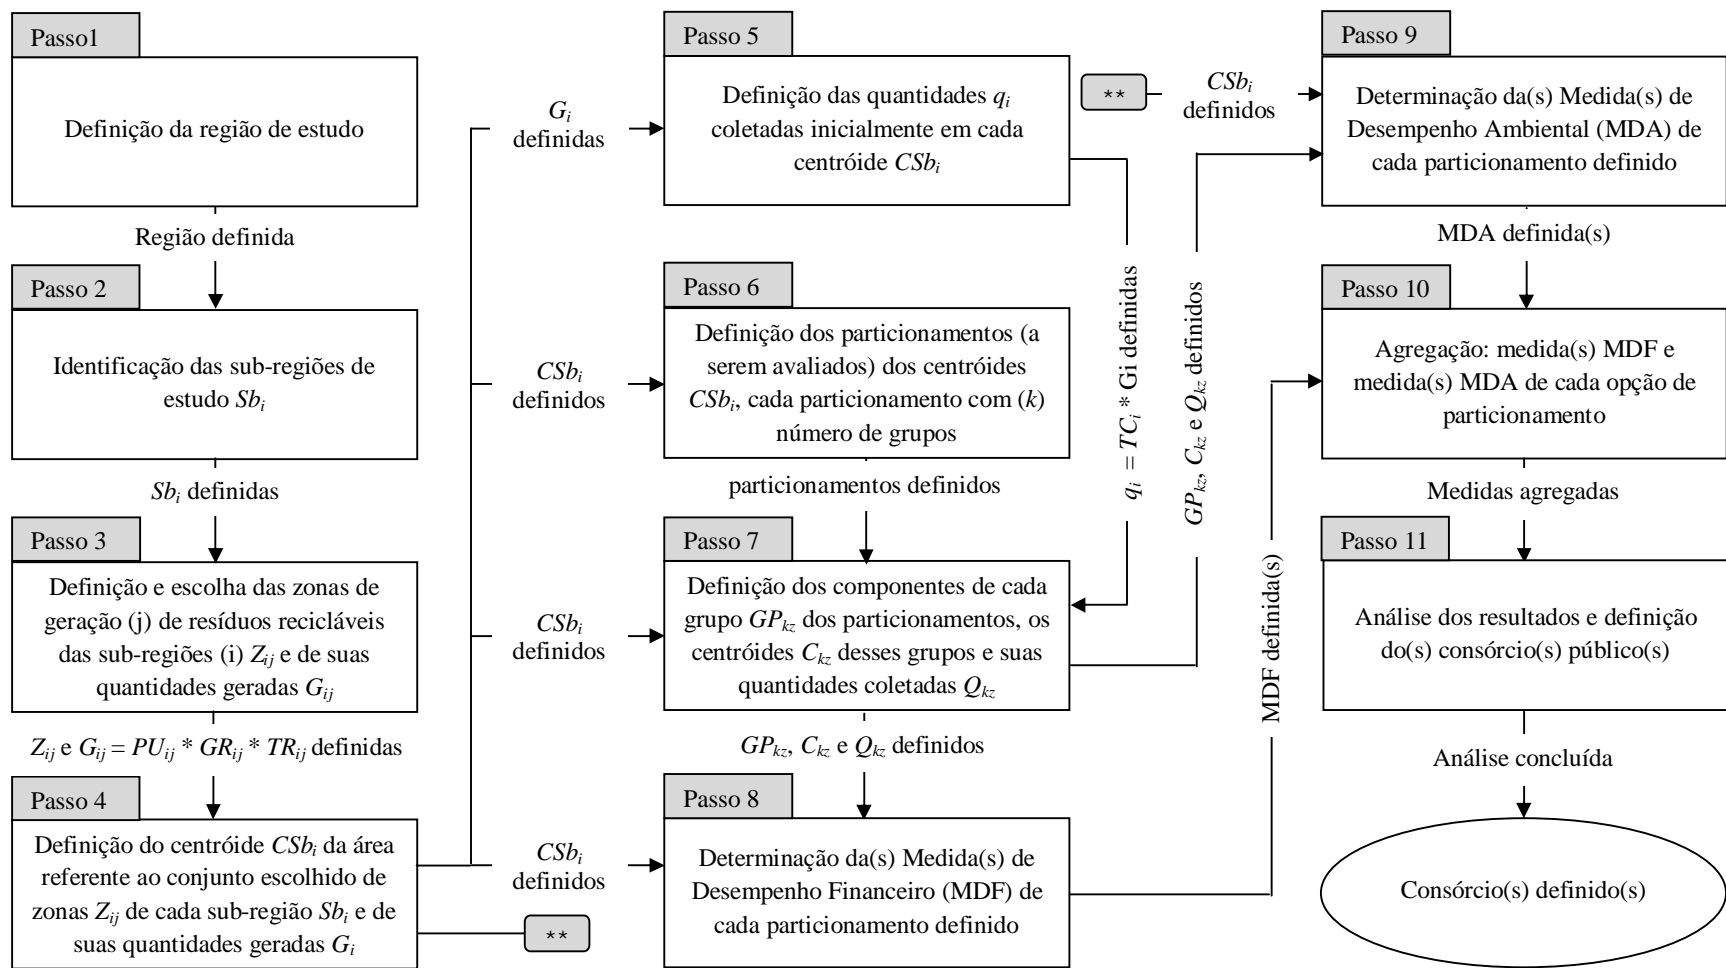 Passo1
Definição da região de estudo
Região definida
Passo 2
Identificação das sub-regiões de
estudo Sbi
Sbi definidas
Passo 3
Definição e escolha das zonas de
geração (j) de resíduos recicláveis
das sub-regiões (i) Zij e de suas
quantidades geradas Gij
Zij e Gij = PUij * GRij * TRij definidas
Passo 4
Definição do centróide CSbi da área
referente ao conjunto escolhido de
zonas Zij de cada sub-região Sbi e de
suas quantidades geradas Gi
**
Gi
definidas
CSbi
definidos
CSbi
definidos
CSbi
definidos
Passo 5
Definição das quantidades qi
coletadas inicialmente em cada
centróide CSbi
Passo 6
Definição dos particionamentos (a
serem avaliados) dos centróides
CSbi, cada particionamento com (k)
número de grupos
particionamentos definidos
Passo 7
Definição dos componentes de cada
grupo GPkz dos particionamentos, os
centróides Ckz desses grupos e suas
quantidades coletadas Qkz
GPkz, Ckz e Qkz definidos
Passo 8
Determinação da(s) Medida(s) de
Desempenho Financeiro (MDF) de
cada particionamento definido
qi = TCi * Gi definidas
GPkz, Ckz e Qkz definidos
MDF definida(s)
**
CSbi
definidos
Passo 9
Determinação da(s) Medida(s) de
Desempenho Ambiental (MDA) de
cada particionamento definido
MDA definida(s)
Passo 10
Agregação: medida(s) MDF e
medida(s) MDA de cada opção de
particionamento
Medidas agregadas
Passo 11
Análise dos resultados e definição
do(s) consórcio(s) público(s)
Análise concluída
Consórcio(s) definido(s)